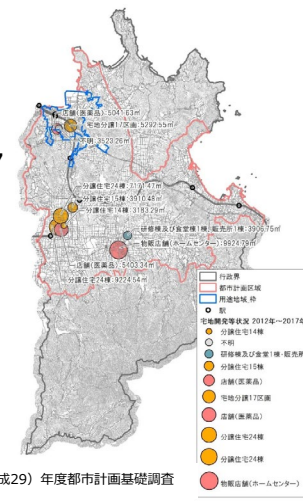 店舗(医薬品):5041.63㎡
宅地分譲17区画:5292.55㎡
不明:3523.26㎡
分譲住宅24棟:7171.47㎡
分譲住宅15棟:3910.48㎡
分譲住宅14棟:3183.29㎡
研修棟及び食堂1棟、販売所1棟:3906.75㎡
物販店舗(ホームセンター):9924.79㎡
店舗(医薬品):5403.34㎡
分譲住宅24棟:9224.54㎡
行政界
都市計画区域
用途地域_枠
駅
宅地開発等状況 2012年～2017年
分譲住宅14棟
不明
研修棟及び食堂1棟・販売所
分譲住宅15棟
店舗(医薬品)
宅地分譲17区画
店舗(医薬品)
分譲住宅24棟
分譲住宅24棟
物販店舗(ホームセンター)
成29）年度都市計画基礎調査